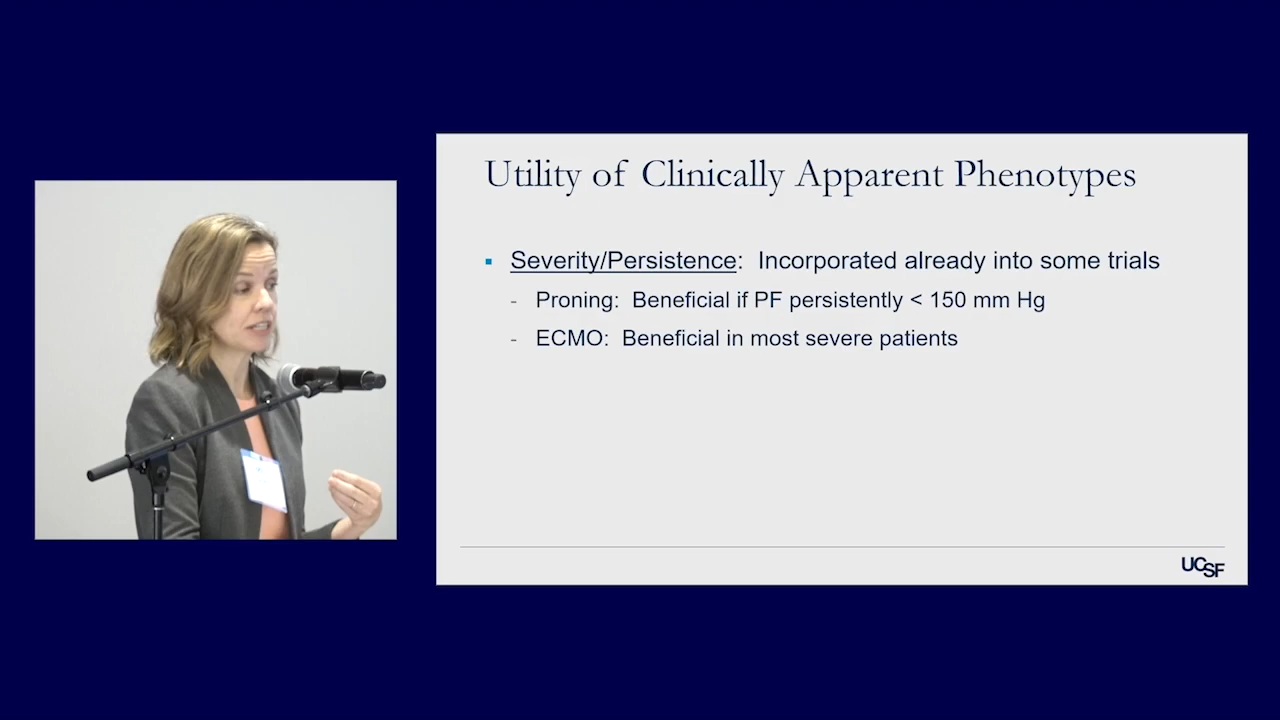 Utility of Clinically Apparent Phenotypes
▪ Severity/Persistence: Incorporated already into some trials
- Proning: Beneficial if PF persistently < 150 mm Hg
- ECMO: Beneficial in most severe patients
UCSF